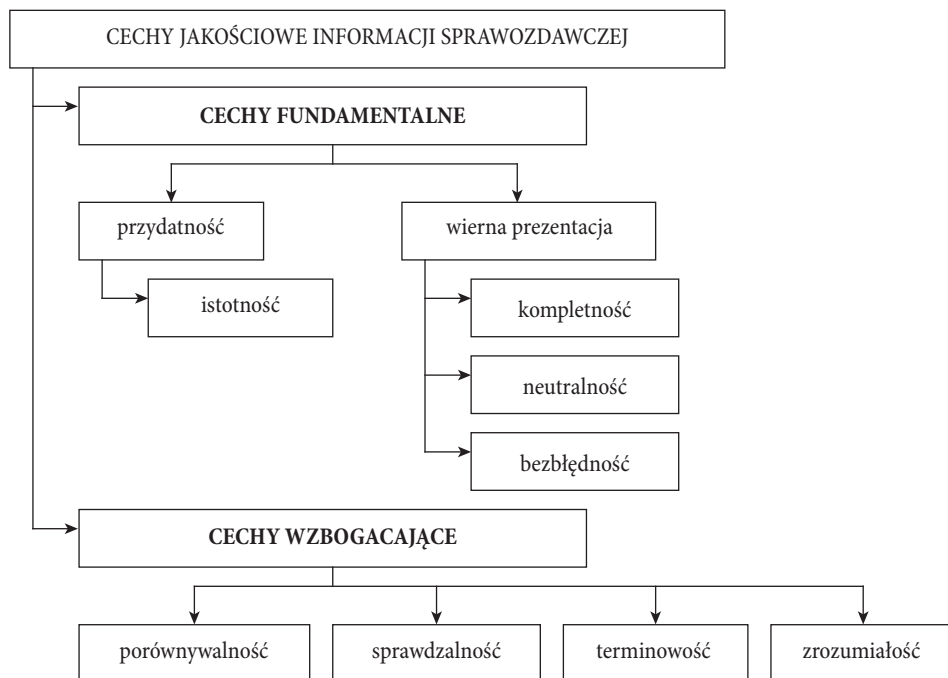 CECHY JAKOŚCIOWE INFORMACJI SPRAWOZDAWCZEJ
CECHY FUNDAMENTALNE
przydatność
wierna prezentacja
istotność
kompletność
neutralność
bezbłędność
CECHY WZBOGACAJĄCE
porównywalność
sprawdzalność
terminowość
zrozumiałość